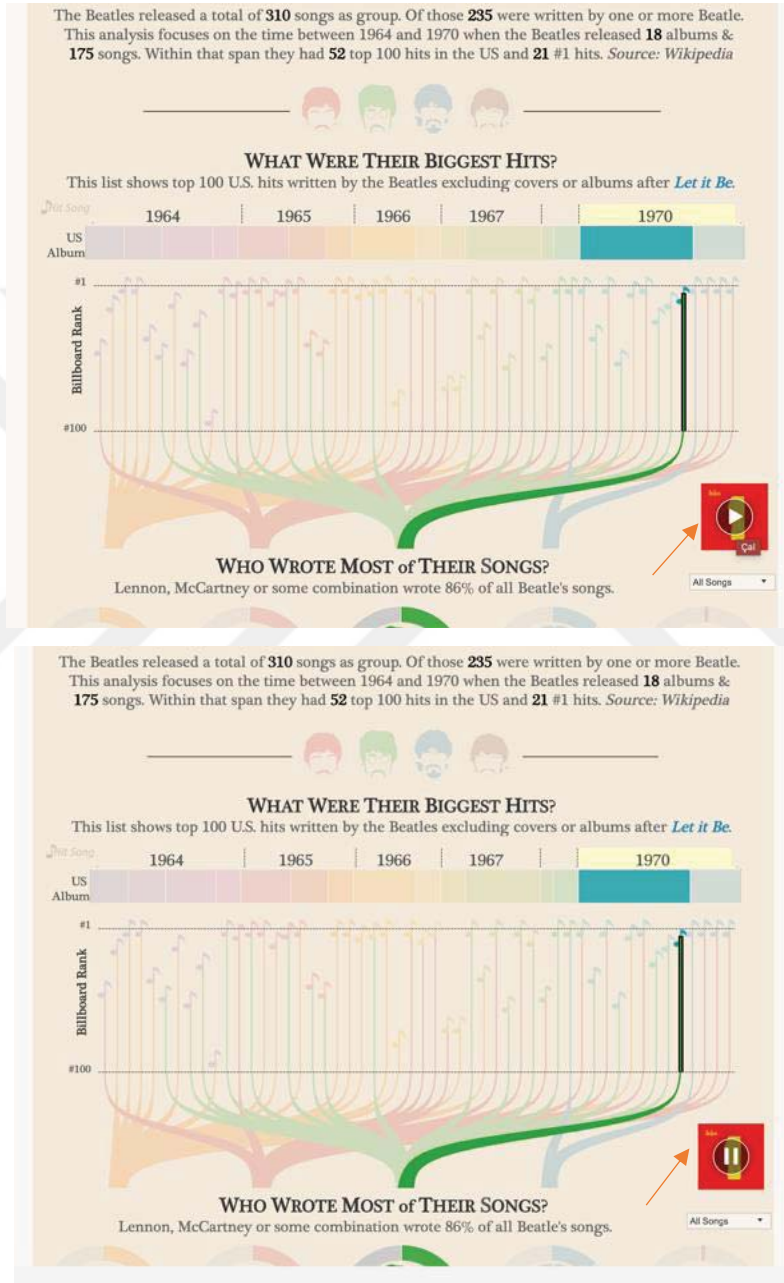 The Beatles released a total of 310 songs as group. Of those 235 were written by one or more Beatle.
This analysis focuses on the time between 1964 and 1970 when the Beatles released 18 albums &
175 songs. Within that span they had 52 top 100 hits in the US and 21 #1 hits. Source: Wikipedia
WHAT WERE THEIR BIGGEST HITS?
This list shows top 100 U.S. hits written by the Beatles excluding covers or albums after Let it Be.
Hit Song
1964 1965 1966 1967 1970
US
Album
#1
Billboard Rank
#100
Çal
WHO WROTE MOST of THEIR SONGS?
Lennon, McCartney or some combination wrote 86% of all Beatle's songs.
All Songs
The Beatles released a total of 310 songs as group. Of those 235 were written by one or more Beatle.
This analysis focuses on the time between 1964 and 1970 when the Beatles released 18 albums &
175 songs. Within that span they had 52 top 100 hits in the US and 21 #1 hits. Source: Wikipedia
WHAT WERE THEIR BIGGEST HITS?
This list shows top 100 U.S. hits written by the Beatles excluding covers or albums after Let it Be.
Hit Song
1964 1965 1966 1967 1970
US
Album
#1
Billboard Rank
#100
WHO WROTE MOST of THEIR SONGS?
Lennon, McCartney or some combination wrote 86% of all Beatle's songs.
All Songs